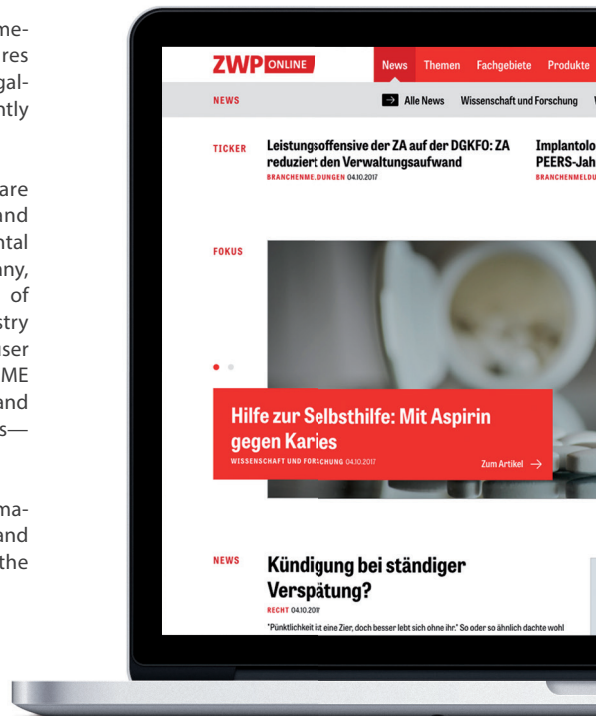 me-
res
gal-
ntly
are
and
ntal
any,
of
stry
user
ME
and
s—
ma-
and
the
ZWP ONLINE
News Themen Fachgebiete Produkte
NEWS
Alle News Wissenschaft und Forschung
TICKER
Leistungsoffensive der ZA auf der DGKFO: ZA
reduziert den Verwaltungsaufwand
BRANCHENMELDUNGEN 04.10.2017
Implantolo
PEERS-Jah
BRANCHENMELDU
FOKUS
Hilfe zur Selbsthilfe: Mit Aspirin
gegen Karies
WISSENSCHAFT UND FORSCHUNG 04.10.2017
Zum Artikel →
NEWS
Kündigung bei ständiger
Verspätung?
RECHT 04.10.2017
"Pünktlichkeit ist eine Zier, doch besser lebt sich ohne ihr." So oder so ähnlich dachte wohl